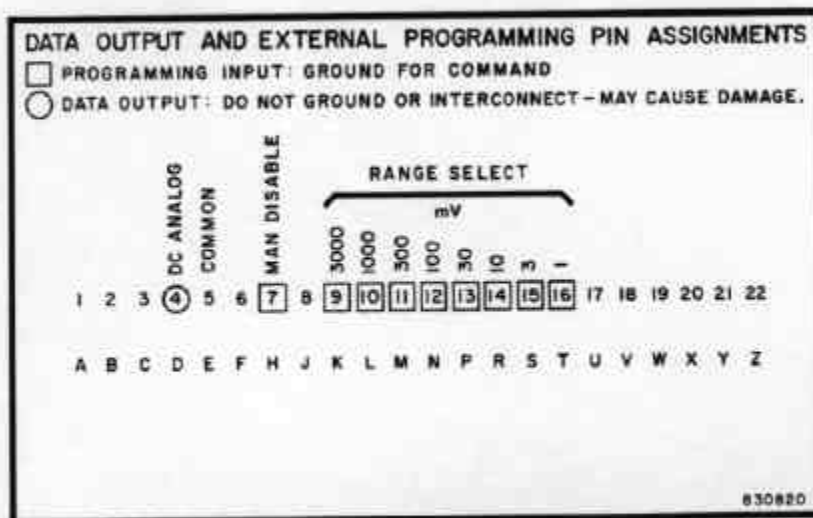 DATA OUTPUT AND EXTERNAL PROGRAMMING PIN ASSIGNMENTS
PROGRAMMING INPUT: GROUND FOR COMMAND
DATA OUTPUT: DO NOT GROUND OR INTERCONNECT-MAY CAUSE DAMAGE.
RANGE SELECT
mV
DC ANALOG
COMMON
MAN DISABLE
3000 1000 300 100 30 10 3 1
1 2 3 4 5 6 7 8 9 10 11 12 13 14 15 16 17 18 19 20 21 22
A B C D E F H J K L M N P R S T U V W X Y Z
830820